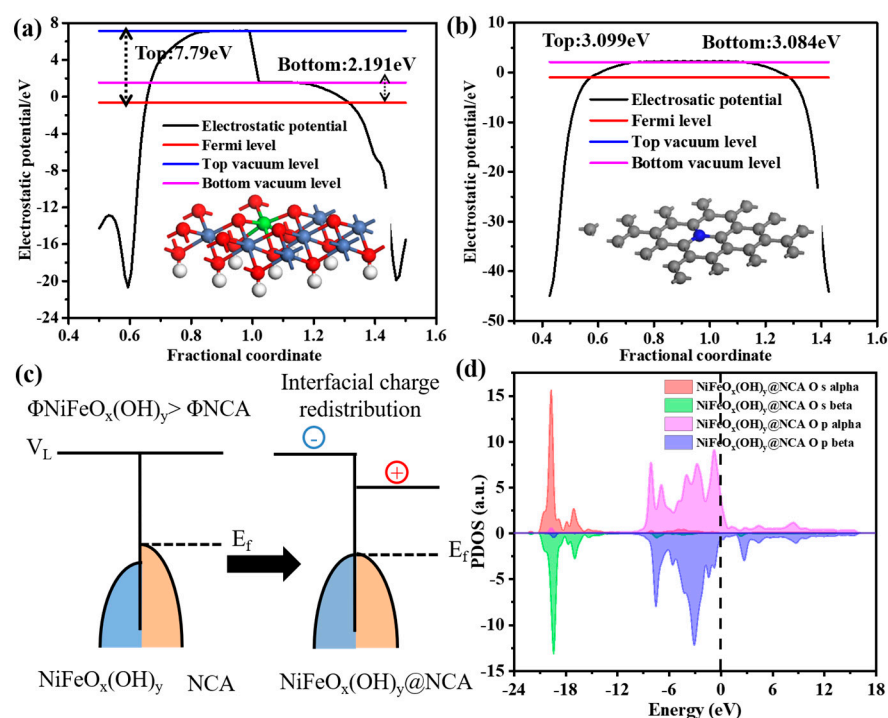 (a)
Top:7.79eV
Bottom:2.191eV
Electrostatic potential/eV
8
4
0
-4
-8
-12
-16
-20
-24
Electrostatic potential
Fermi level
Top vacuum level
Bottom vacuum level
0.4 0.6 0.8 1.0 1.2 1.4 1.6
Fractional coordinate
(b)
Top:3.099eV
Bottom:3.084eV
Electrostatic potential/eV
10
0
-10
-20
-30
-40
-50
Electrosatic potential
Fermi level
Top vacuum level
Bottom vacuum level
0.4 0.6 0.8 1.0 1.2 1.4 1.6
Fractional coordinate
(c)
ΦNiFeOx(OH)y> ΦNCA
Interfacial charge
redistribution
VL
-
+
Ef
Ef
NiFeOx(OH)y NCA
NiFeOx(OH)y@NCA
(d)
NiFeOx(OH)y@NCA O s alpha
NiFeOx(OH)y@NCA O s beta
NiFeOx(OH)y@NCA O p alpha
NiFeOx(OH)y@NCA O p beta
PDOS (a.u.)
15
10
5
0
-5
-10
-15
-24 -18 -12 -6 0 6 12 18
Energy (eV)